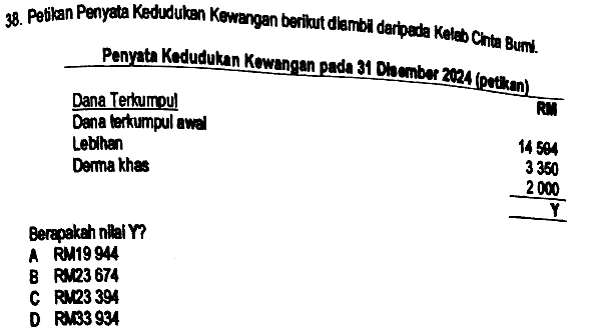 38. Petikan Penyata Kedudukan Kewangan berikut diambil daripada Kelab Cinta Bumi.
Penyata Kedudukan Kewangan pada 31 Disember 2024 (petikan)
RM
Dana Terkumpul
Dana terkumpul awal 14 594
Lebihan 3 350
Derma khas 2 000
Y
Berapakah nilai Y?
A RM19 944
B RM23 674
C RM23 394
D RM33 934